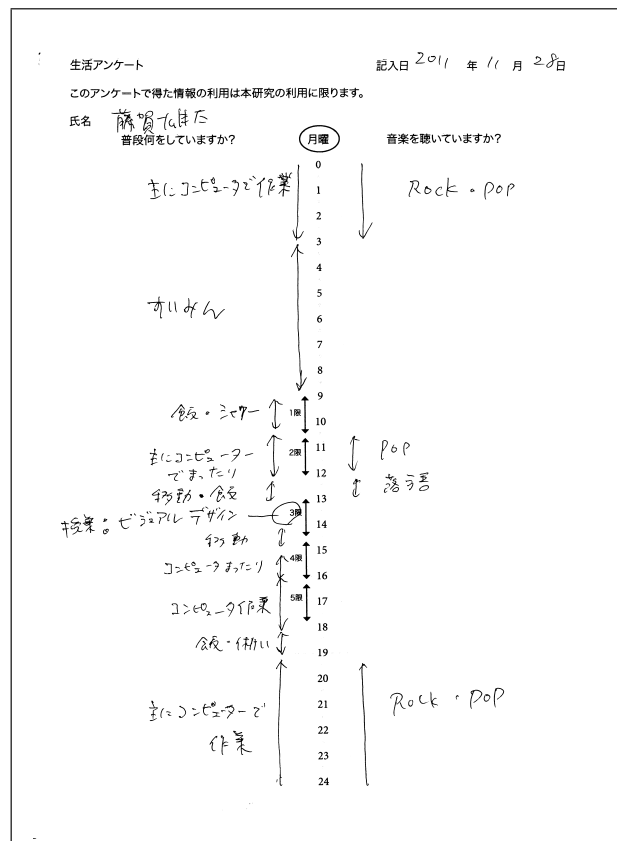 生活アンケート
記入日 2011 年 11 月 28日
このアンケートで得た情報の利用は本研究の利用に限ります。
氏名 藤賀
普段何をしていますか?
月曜
音楽を聴いていますか?
0
主にコンピュータで作業 1 Rock・POP
2
3
4
5
すいみん 6
7
8
9
飯・シャワー 1限 10
主にコンピューター 2限 11 POP
でまったり 12
移動・飯 13 落語
授業:ビジュアルデザイン 3限 14
移動 15
コンピュータまったり 4限 16
コンピュータ作業 5限 17
18
飯・休けい 19
20
主にコンピューターで 21 Rock・POP
作業 22
23
24